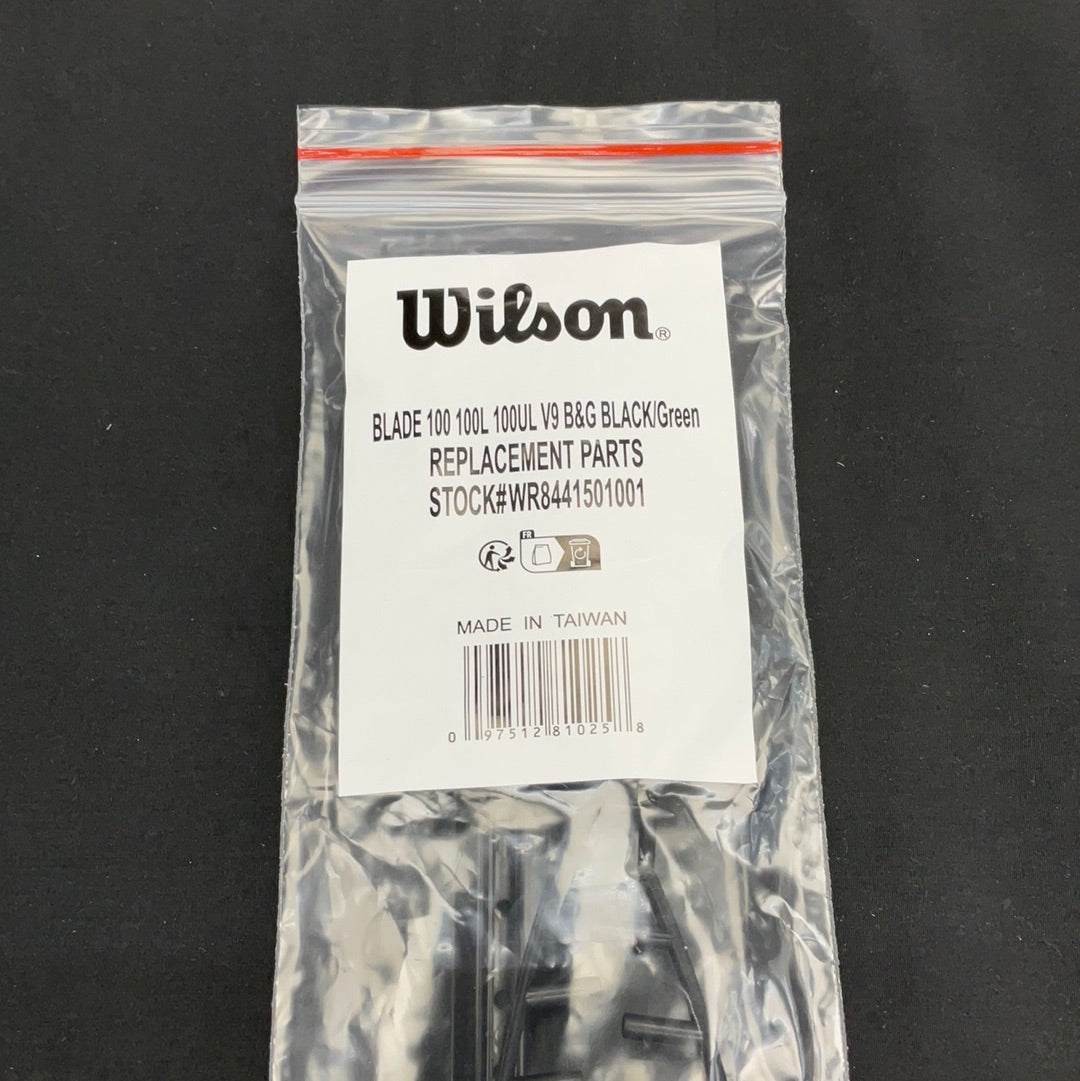 Wilson®
BLADE 100 100L 100UL V9 B&G BLACK/Green
REPLACEMENT PARTS
STOCK#WR8441501001
FR
MADE IN TAIWAN
0 97512 81025 8